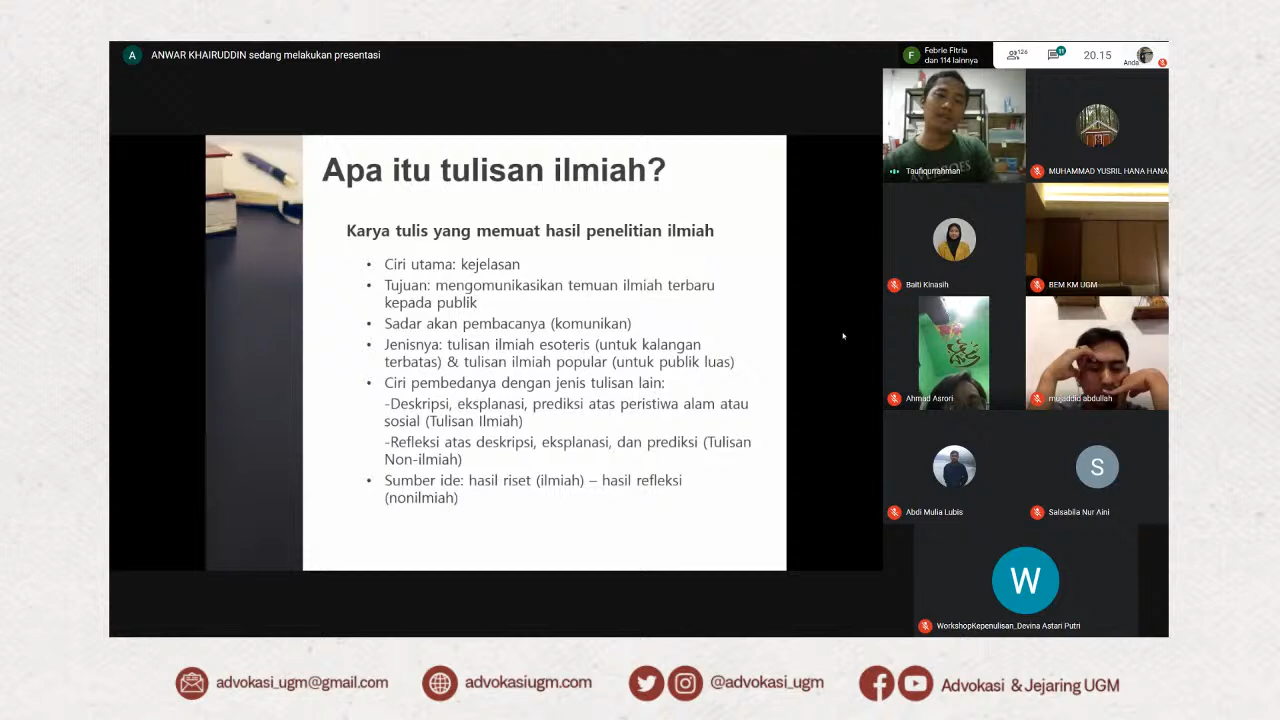 A ANWAR KHAIRUDDIN sedang melakukan presentasi
F Febrie Fitria
dan 114 lainnya
126
11
20.15
Anda
Apa itu tulisan ilmiah?
Karya tulis yang memuat hasil penelitian ilmiah
• Ciri utama: kejelasan
• Tujuan: mengomunikasikan temuan ilmiah terbaru
kepada publik
• Sadar akan pembacanya (komunikan)
• Jenisnya: tulisan ilmiah esoteris (untuk kalangan
terbatas) & tulisan ilmiah popular (untuk publik luas)
• Ciri pembedanya dengan jenis tulisan lain:
-Deskripsi, eksplanasi, prediksi atas peristiwa alam atau
sosial (Tulisan Ilmiah)
-Refleksi atas deskripsi, eksplanasi, dan prediksi (Tulisan
Non-ilmiah)
• Sumber ide: hasil riset (ilmiah) – hasil refleksi
(nonilmiah)
Taufiqurrahman
MUHAMMAD YUSRIL HANA HANA
Baiti Kinasih
BEM KM UGM
Ahmad Asrori
mujaddid abdullah
Abdi Mulia Lubis
S
Salsabila Nur Aini
W
WorkshopKepenulisan_Devina Astari Putri
advokasi_ugm@gmail.com
advokasiugm.com
@advokasi_ugm
Advokasi & Jejaring UGM